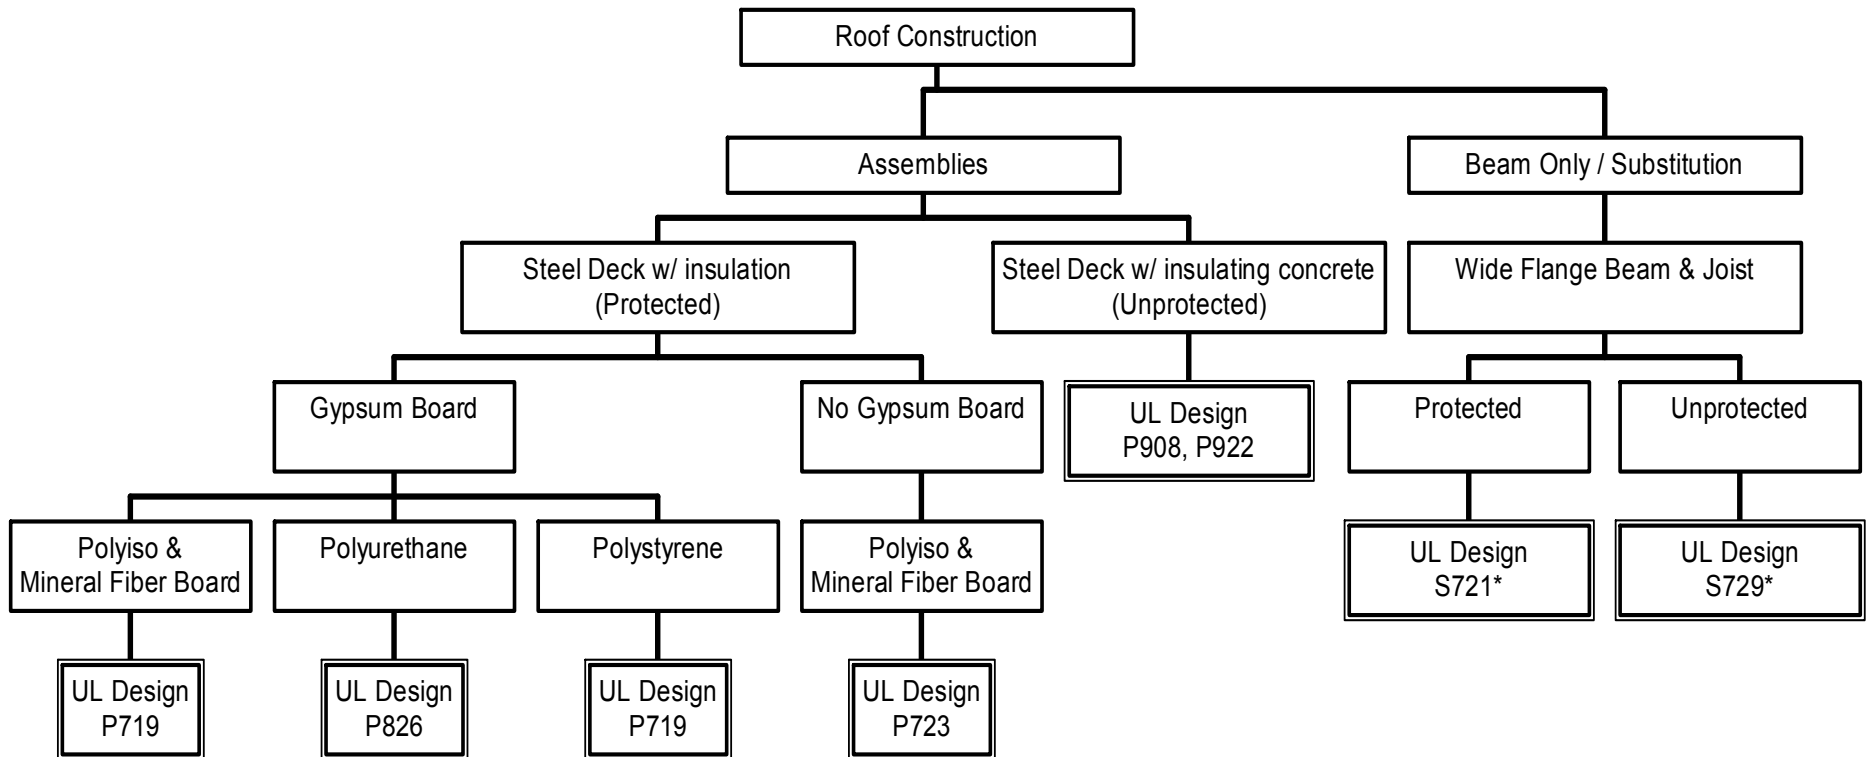 Roof Construction
Assemblies
Beam Only / Substitution
Steel Deck w/ insulation
(Protected)
Steel Deck w/ insulating concrete
(Unprotected)
Wide Flange Beam & Joist
Gypsum Board
No Gypsum Board
UL Design
P908, P922
Protected
Unprotected
Polyiso &
Mineral Fiber Board
Polyurethane
Polystyrene
Polyiso &
Mineral Fiber Board
UL Design
S721*
UL Design
S729*
UL Design
P719
UL Design
P826
UL Design
P719
UL Design
P723